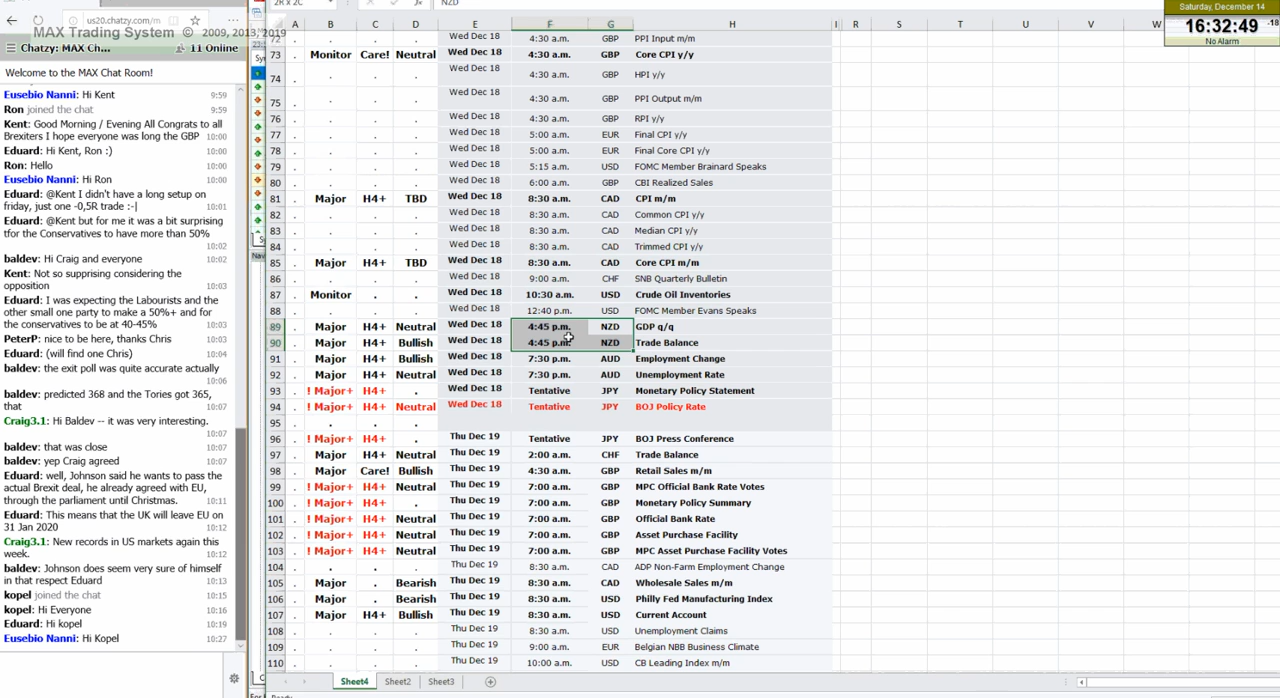 2R x 2C
NZD
us20.chatzy.com/m
MAX Trading System © 2009, 2013, 2019
Chatzy: MAX Ch...
11 Online
Welcome to the MAX Chat Room!
Eusebio Nanni: Hi Kent 9:59
Ron joined the chat 9:59
Kent: Good Morning / Evening All Congrats to all
Brexiters I hope everyone was long the GBP 10:00
Eduard: Hi Kent, Ron :) 10:00
Ron: Hello 10:00
Eusebio Nanni: Hi Ron 10:00
Eduard: @Kent I didn't have a long setup on
friday, just one -0,5R trade :-| 10:01
Eduard: @Kent but for me it was a bit surprising
tfor the Conservatives to have more than 50%
10:02
baldev: Hi Craig and everyone 10:02
Kent: Not so supprising considering the
opposition 10:03
Eduard: I was expecting the Labourists and the
other small one party to make a 50%+ and for
the conservatives to be at 40-45% 10:03
PeterP: nice to be here, thanks Chris 10:03
Eduard: (will find one Chris) 10:04
baldev: the exit poll was quite accurate actually
10:06
baldev: predicted 368 and the Tories got 365,
that 10:07
Craig3.1: Hi Baldev -- it was very interesting.
10:07
baldev: that was close 10:07
baldev: yep Craig agreed 10:07
Eduard: well, Johnson said he wants to pass the
actual Brexit deal, he already agreed with EU,
through the parliament until Christmas. 10:11
Eduard: This means that the UK will leave EU on
31 Jan 2020 10:12
Craig3.1: New records in US markets again this
week. 10:12
baldev: Johnson does seem very sure of himself
in that respect Eduard 10:13
kopel joined the chat 10:15
kopel: Hi Everyone 10:16
Eduard: Hi kopel 10:19
Eusebio Nanni: Hi Kopel 10:27
Saturday, December 14
16:32:49 -18
No Alarm
A B C D E F G H I R S T U V W
72 . . . . Wed Dec 18 4:30 a.m. GBP PPI Input m/m
73 . Monitor Care! Neutral Wed Dec 18 4:30 a.m. GBP Core CPI y/y
74 . . . . Wed Dec 18 4:30 a.m. GBP HPI y/y
75 . . . . Wed Dec 18 4:30 a.m. GBP PPI Output m/m
76 . . . . Wed Dec 18 4:30 a.m. GBP RPI y/y
77 . . . . Wed Dec 18 5:00 a.m. EUR Final CPI y/y
78 . . . . Wed Dec 18 5:00 a.m. EUR Final Core CPI y/y
79 . . . . Wed Dec 18 5:15 a.m. USD FOMC Member Brainard Speaks
80 . . . . Wed Dec 18 6:00 a.m. GBP CBI Realized Sales
81 . Major H4+ TBD Wed Dec 18 8:30 a.m. CAD CPI m/m
82 . . . . Wed Dec 18 8:30 a.m. CAD Common CPI y/y
83 . . . . Wed Dec 18 8:30 a.m. CAD Median CPI y/y
84 . . . . Wed Dec 18 8:30 a.m. CAD Trimmed CPI y/y
85 . Major H4+ TBD Wed Dec 18 8:30 a.m. CAD Core CPI m/m
86 . . . . Wed Dec 18 9:00 a.m. CHF SNB Quarterly Bulletin
87 . Monitor . . Wed Dec 18 10:30 a.m. USD Crude Oil Inventories
88 . . . . Wed Dec 18 12:40 p.m. USD FOMC Member Evans Speaks
89 . Major H4+ Neutral Wed Dec 18 4:45 p.m. NZD GDP q/q
90 . Major H4+ Bullish Wed Dec 18 4:45 p.m. NZD Trade Balance
91 . Major H4+ Bullish Wed Dec 18 7:30 p.m. AUD Employment Change
92 . Major H4+ Neutral Wed Dec 18 7:30 p.m. AUD Unemployment Rate
93 . ! Major+ H4+ . Wed Dec 18 Tentative JPY Monetary Policy Statement
94 . ! Major+ H4+ Neutral Wed Dec 18 Tentative JPY BOJ Policy Rate
95 . . . .
96 . ! Major+ H4+ . Thu Dec 19 Tentative JPY BOJ Press Conference
97 . Major H4+ Neutral Thu Dec 19 2:00 a.m. CHF Trade Balance
98 . Major Care! Bullish Thu Dec 19 4:30 a.m. GBP Retail Sales m/m
99 . ! Major+ H4+ Neutral Thu Dec 19 7:00 a.m. GBP MPC Official Bank Rate Votes
100 . ! Major+ H4+ . Thu Dec 19 7:00 a.m. GBP Monetary Policy Summary
101 . ! Major+ H4+ Neutral Thu Dec 19 7:00 a.m. GBP Official Bank Rate
102 . ! Major+ H4+ Neutral Thu Dec 19 7:00 a.m. GBP Asset Purchase Facility
103 . ! Major+ H4+ Neutral Thu Dec 19 7:00 a.m. GBP MPC Asset Purchase Facility Votes
104 . . . . Thu Dec 19 8:30 a.m. CAD ADP Non-Farm Employment Change
105 . Major . Bearish Thu Dec 19 8:30 a.m. CAD Wholesale Sales m/m
106 . Major . Bearish Thu Dec 19 8:30 a.m. USD Philly Fed Manufacturing Index
107 . Major H4+ Bullish Thu Dec 19 8:30 a.m. USD Current Account
108 . . . . Thu Dec 19 8:30 a.m. USD Unemployment Claims
109 . . . . Thu Dec 19 9:00 a.m. EUR Belgian NBB Business Climate
110 . . . . Thu Dec 19 10:00 a.m. USD CB Leading Index m/m
Sheet4 Sheet2 Sheet3